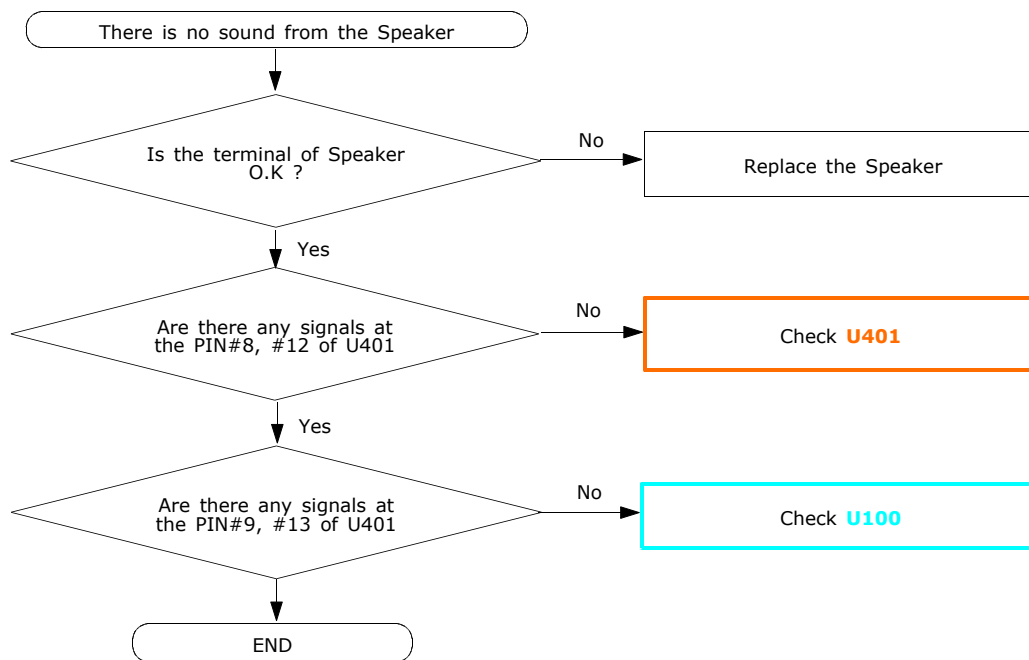 There is no sound from the Speaker
Is the terminal of Speaker
O.K ?
No
Replace the Speaker
Yes
Are there any signals at
the PIN#8, #12 of U401
No
Check U401
Yes
Are there any signals at
the PIN#9, #13 of U401
No
Check U100
END